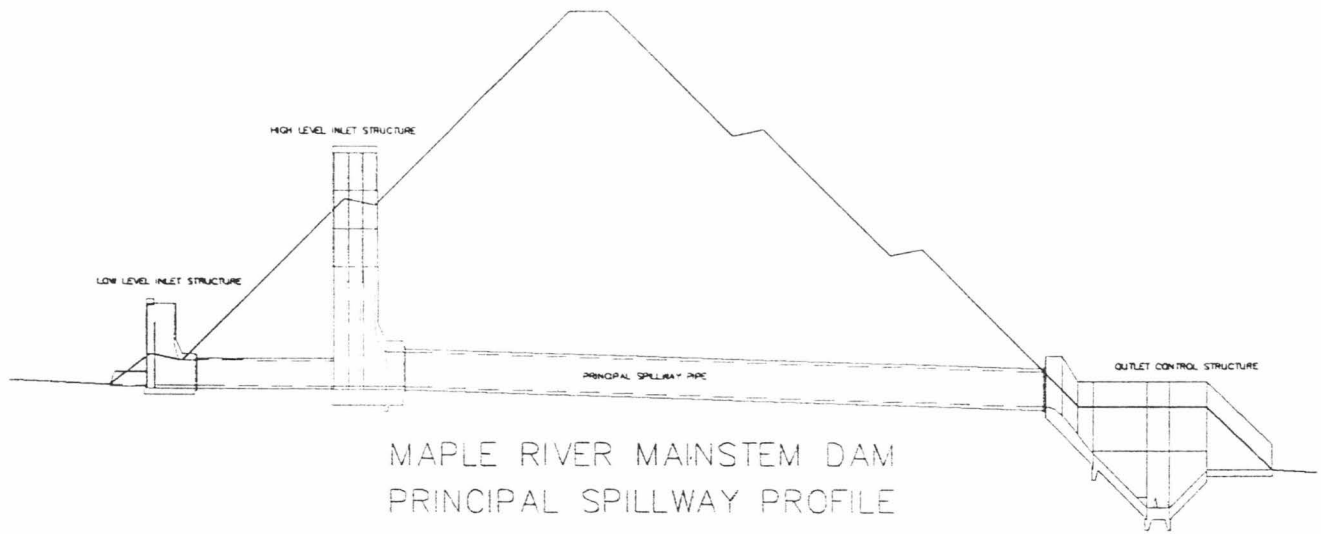 HIGH LEVEL INLET STRUCTURE
LOW LEVEL INLET STRUCTURE
PRINCIPAL SPILLWAY PIPE
OUTLET CONTROL STRUCTURE
MAPLE RIVER MAINSTEM DAM
PRINCIPAL SPILLWAY PROFILE